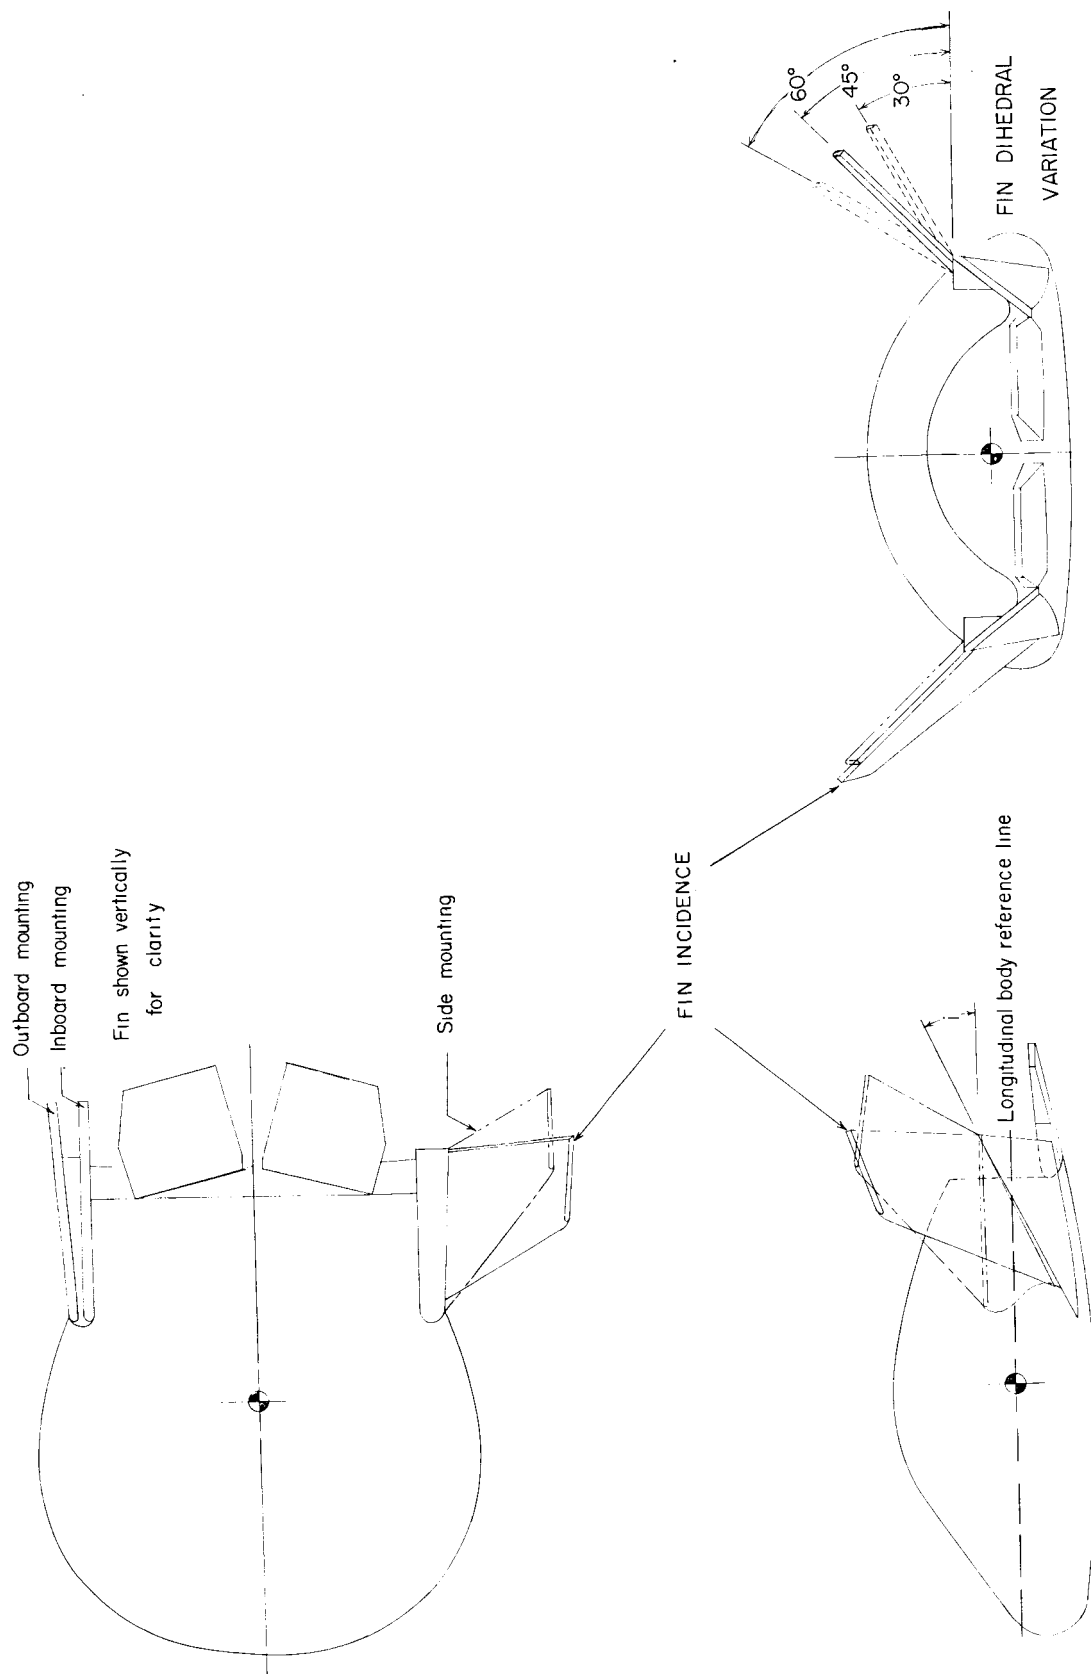 Outboard mounting
Inboard mounting
Fin shown vertically
for clarity
Side mounting
FIN INCIDENCE
Longitudinal body reference line
60°
45°
30°
FIN DIHEDRAL
VARIATION